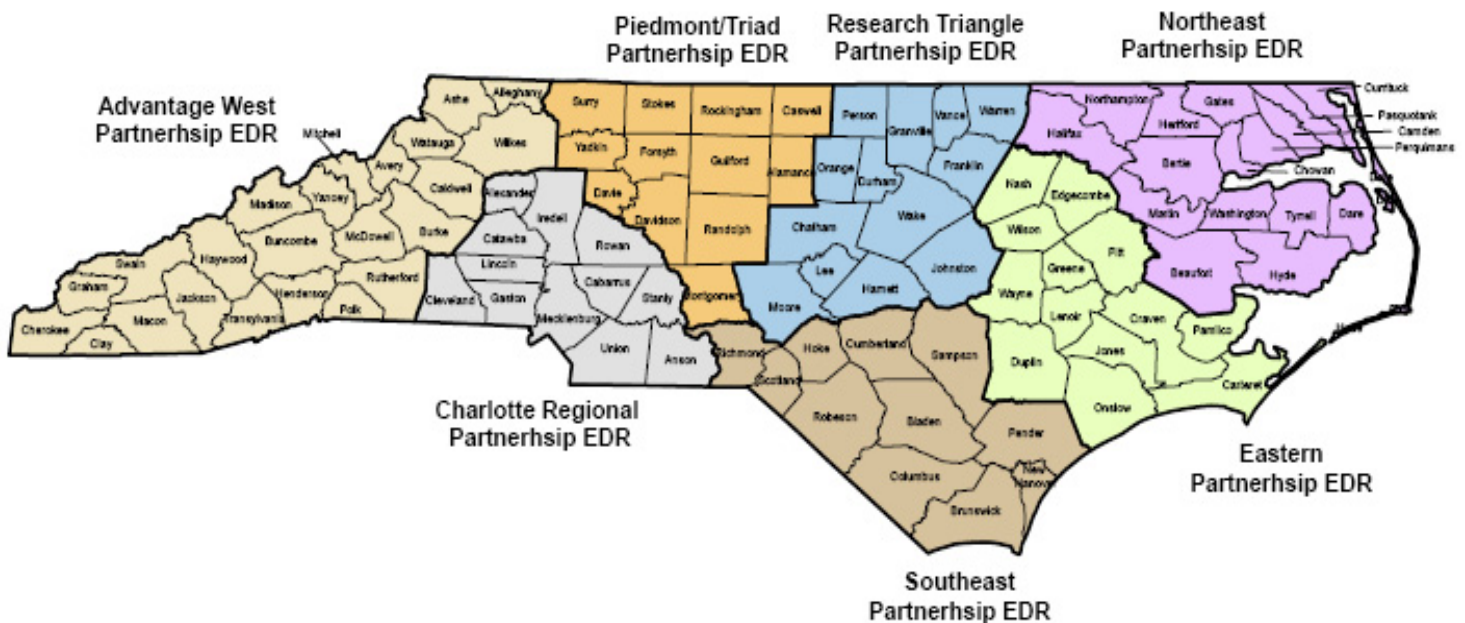 Piedmont/Triad
Partnerhsip EDR
Research Triangle
Partnerhsip EDR
Northeast
Partnerhsip EDR
Advantage West
Partnerhsip EDR
Ashe
Alleghany
Surry
Stokes
Rockingham
Caswell
Person
Granville
Vance
Warren
Northampton
Gates
Currituck
Pasquotank
Camden
Perquimans
Chowan
Mitchell
Watauga
Wilkes
Yadkin
Forsyth
Guilford
Alamance
Orange
Durham
Franklin
Halifax
Hertford
Bertie
Avery
Caldwell
Alexander
Davie
Iredell
Nash
Edgecombe
Madison
Yancey
Davidson
Randolph
Chatham
Wake
Wilson
Martin
Washington
Tyrrell
Dare
Buncombe
McDowell
Burke
Catawba
Rowan
Pitt
Swain
Haywood
Lincoln
Lee
Johnston
Greene
Beaufort
Hyde
Graham
Jackson
Henderson
Rutherford
Cleveland
Gaston
Cabarrus
Stanly
Montgomery
Moore
Harnett
Wayne
Cherokee
Macon
Transylvania
Polk
Mecklenburg
Lenoir
Craven
Pamlico
Clay
Union
Anson
Richmond
Hoke
Cumberland
Sampson
Duplin
Jones
Carteret
Scotland
Robeson
Bladen
Onslow
Pender
Columbus
New
Hanover
Brunswick
Charlotte Regional
Partnerhsip EDR
Eastern
Partnerhsip EDR
Southeast
Partnerhsip EDR